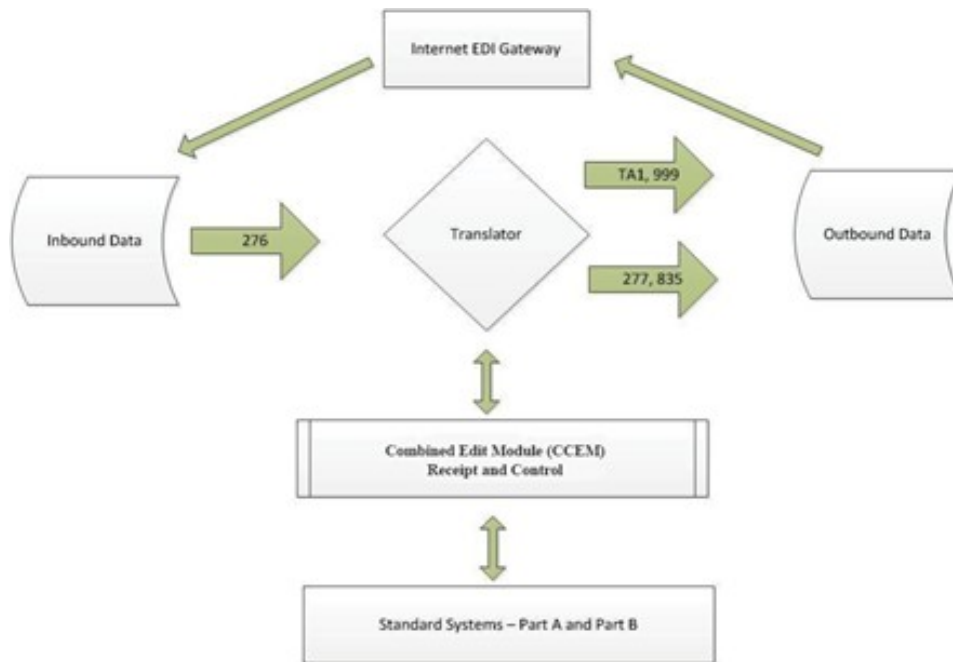 Internet EDI Gateway
TA1, 999
Inbound Data
276
Translator
Outbound Data
277, 835
Combined Edit Module (CCEM)
Receipt and Control
Standard Systems – Part A and Part B